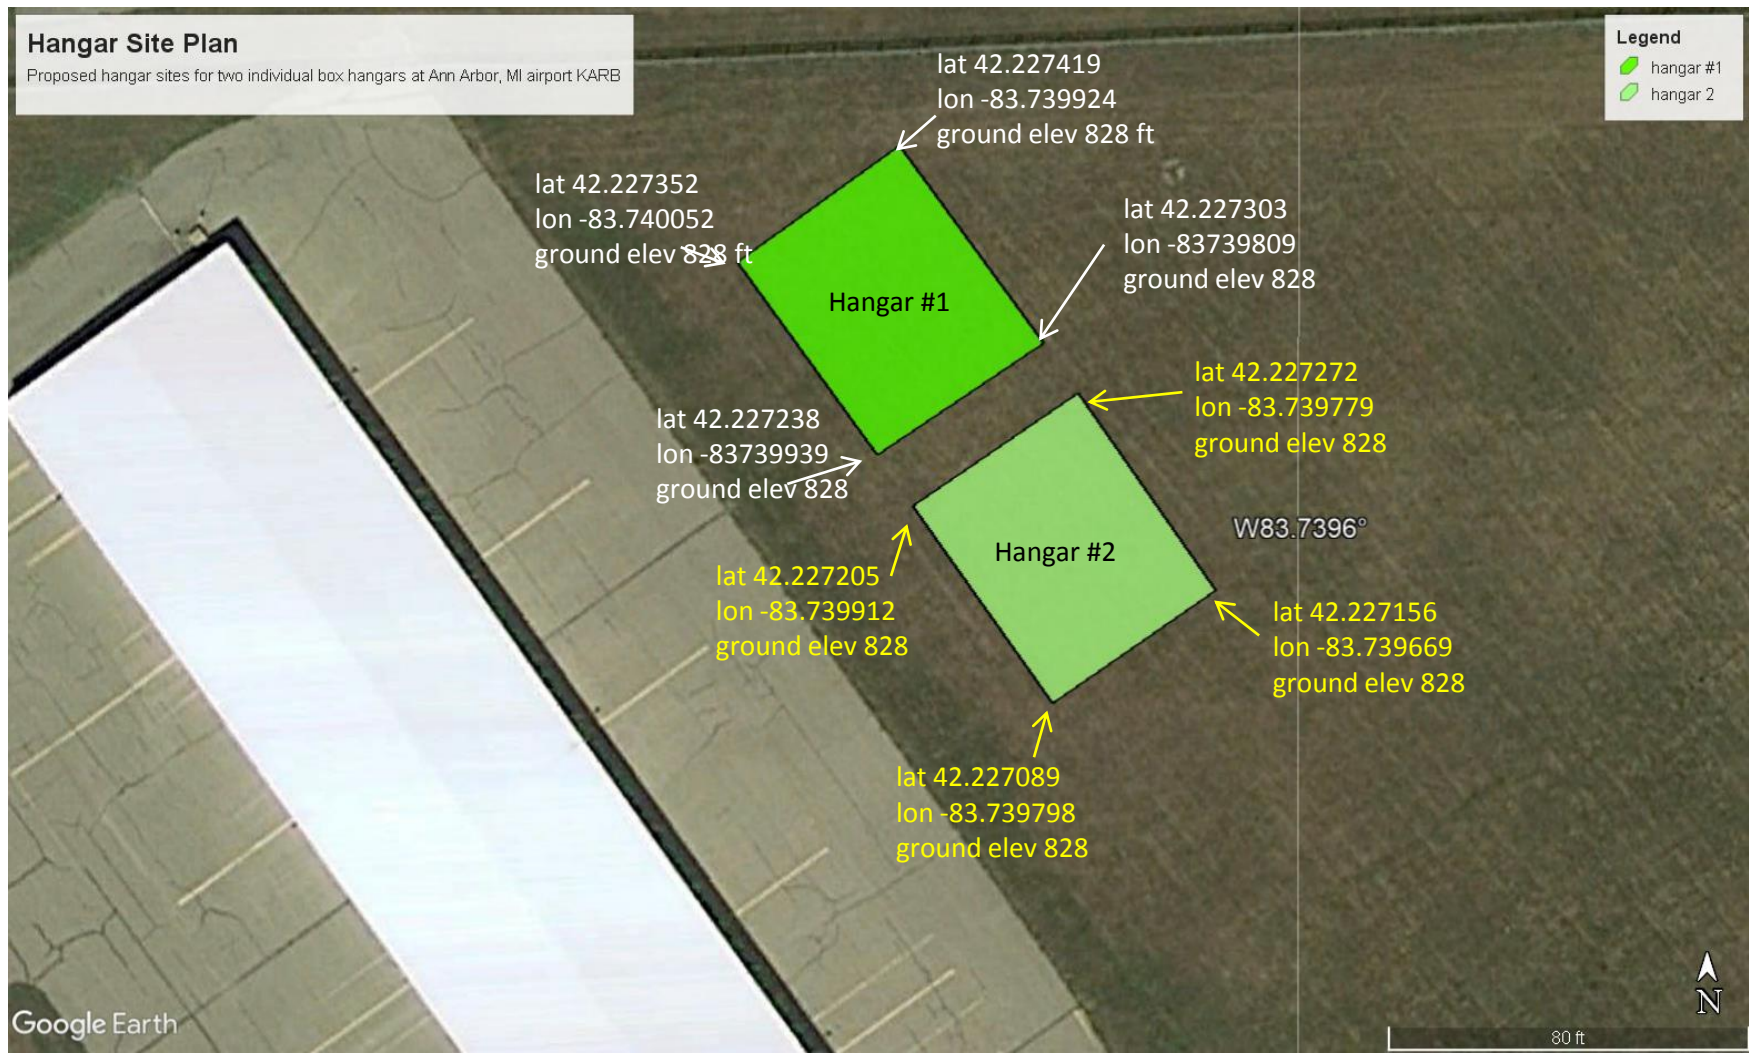 Hangar Site Plan
Proposed hangar sites for two individual box hangars at Ann Arbor, MI airport KARB
Legend
hangar #1
hangar 2
lat 42.227419
lon -83.739924
ground elev 828 ft
lat 42.227352
lon -83.740052
ground elev 828 ft
lat 42.227303
lon -83739809
ground elev 828
Hangar #1
lat 42.227238
lon -83739939
ground elev 828
lat 42.227272
lon -83.739779
ground elev 828
W83.7396°
Hangar #2
lat 42.227205
lon -83.739912
ground elev 828
lat 42.227156
lon -83.739669
ground elev 828
lat 42.227089
lon -83.739798
ground elev 828
N
Google Earth
80 ft